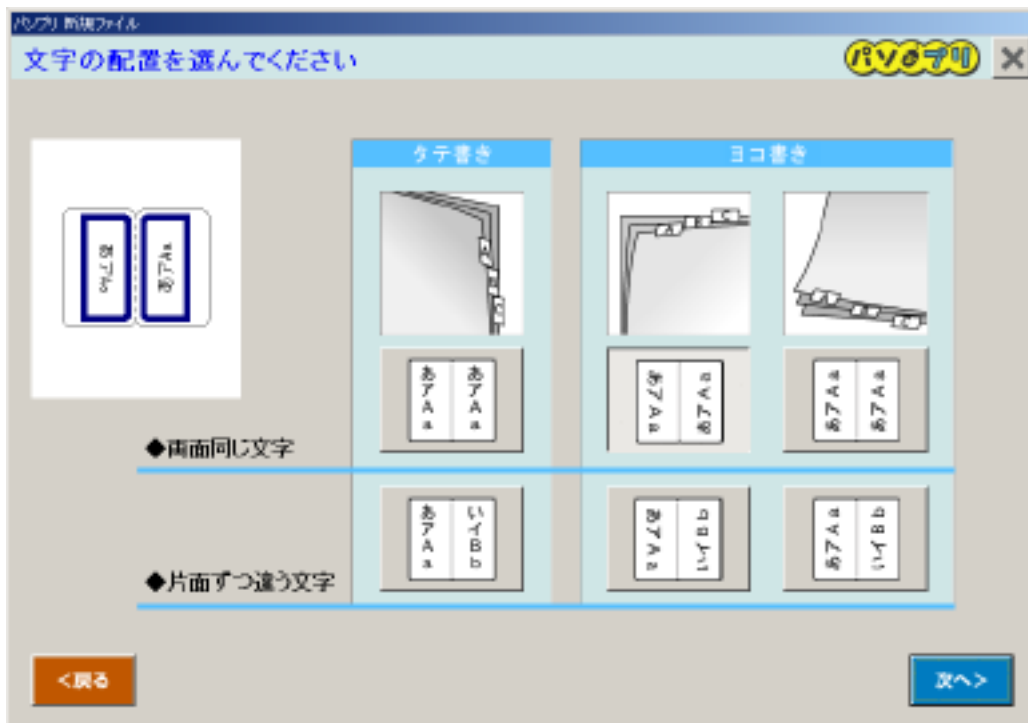 パソプリ 新規ファイル
文字の配置を選んでください
パソプリ
タテ書き
ヨコ書き
あアAa
あアAa
A
B
C
A
B
C
A
B
C
◆両面同じ文字
あアAa
あアAa
あアAa
あアAa
あアAa
あアAa
◆片面ずつ違う文字
あアAa
いイBb
あアAa
いイBb
あアAa
いイBb
<戻る
次へ>